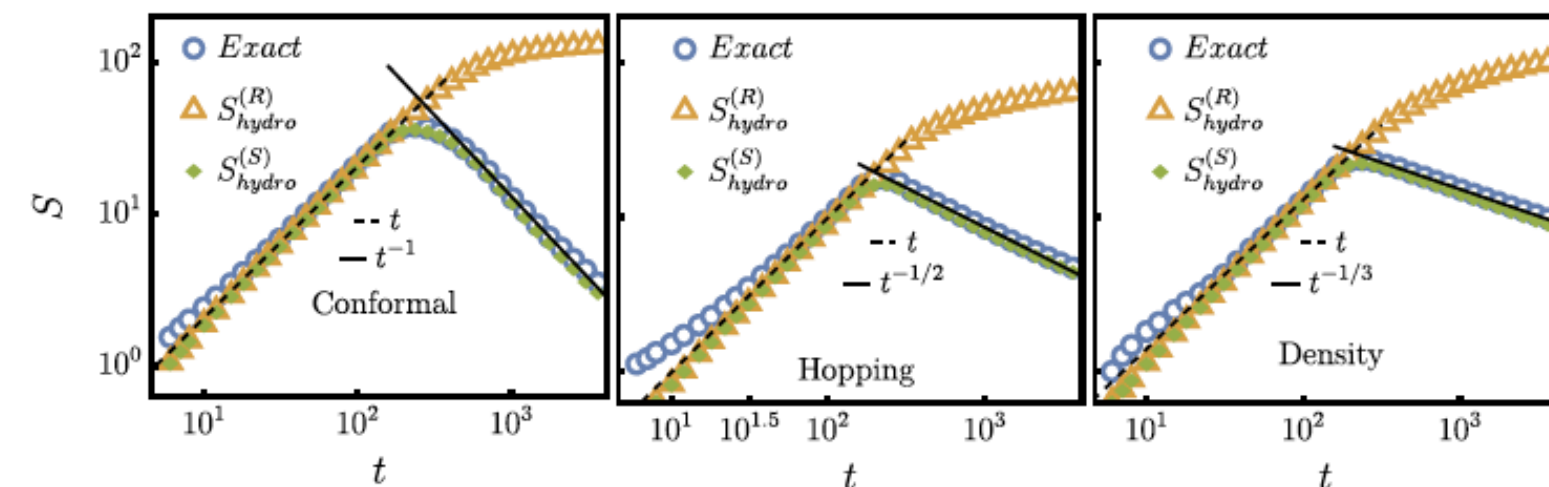 Exact
S_{hydro}^{(R)}
S_{hydro}^{(S)}
t
t^{-1}
Conformal
10^2
10^1
10^0
S
10^1 10^2 10^3
t
Exact
S_{hydro}^{(R)}
S_{hydro}^{(S)}
t
t^{-1/2}
Hopping
10^1 10^{1.5} 10^2 10^3
t
Exact
S_{hydro}^{(R)}
S_{hydro}^{(S)}
t
t^{-1/3}
Density
10^1 10^2 10^3
t